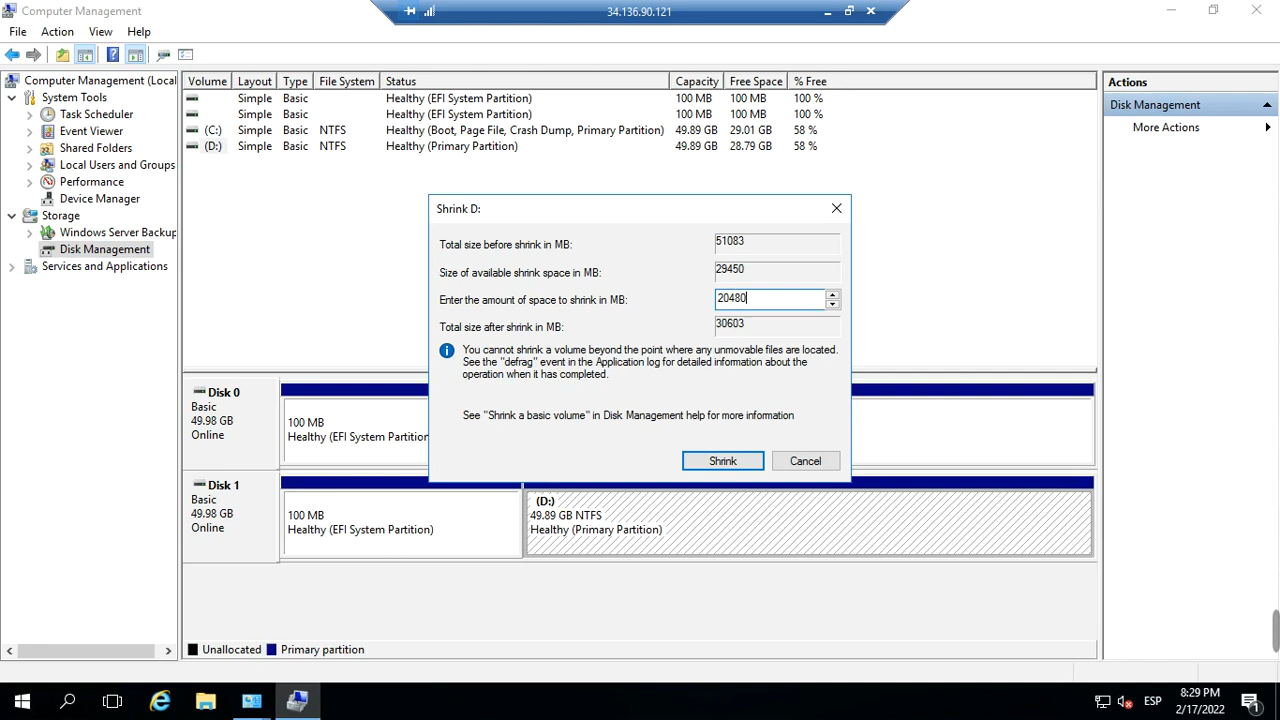 Computer Management
34.136.90.121
File Action View Help
Computer Management (Local
System Tools
Task Scheduler
Event Viewer
Shared Folders
Local Users and Groups
Performance
Device Manager
Storage
Windows Server Backup
Disk Management
Services and Applications
Volume Layout Type File System Status Capacity Free Space % Free
Simple Basic Healthy (EFI System Partition) 100 MB 100 MB 100 %
Simple Basic Healthy (EFI System Partition) 100 MB 100 MB 100 %
(C:) Simple Basic NTFS Healthy (Boot, Page File, Crash Dump, Primary Partition) 49.89 GB 29.01 GB 58 %
(D:) Simple Basic NTFS Healthy (Primary Partition) 49.89 GB 28.79 GB 58 %
Actions
Disk Management
More Actions
Shrink D:
Total size before shrink in MB: 51083
Size of available shrink space in MB: 29450
Enter the amount of space to shrink in MB: 20480
Total size after shrink in MB: 30603
You cannot shrink a volume beyond the point where any unmovable files are located.
See the "defrag" event in the Application log for detailed information about the
operation when it has completed.
See "Shrink a basic volume" in Disk Management help for more information
Shrink Cancel
Disk 0
Basic
49.98 GB
Online
100 MB
Healthy (EFI System Partition
Disk 1
Basic
49.98 GB
Online
100 MB
Healthy (EFI System Partition)
(D:)
49.89 GB NTFS
Healthy (Primary Partition)
Unallocated Primary partition
ESP
8:29 PM
2/17/2022
1